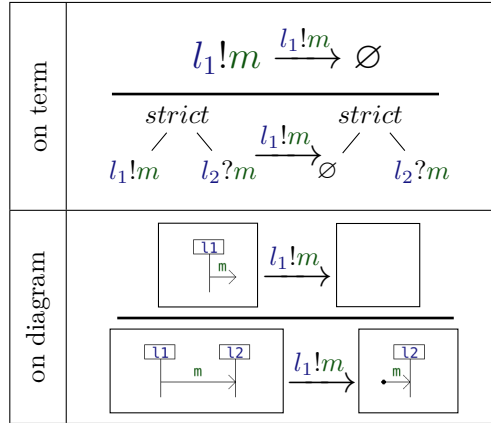 on term
l₁!m l₁!m ∅
strict l₁!m strict
l₁!m l₂?m ∅ l₂?m
on diagram
l1 m l₁!m
l1 m l2 l₁!m l2 m